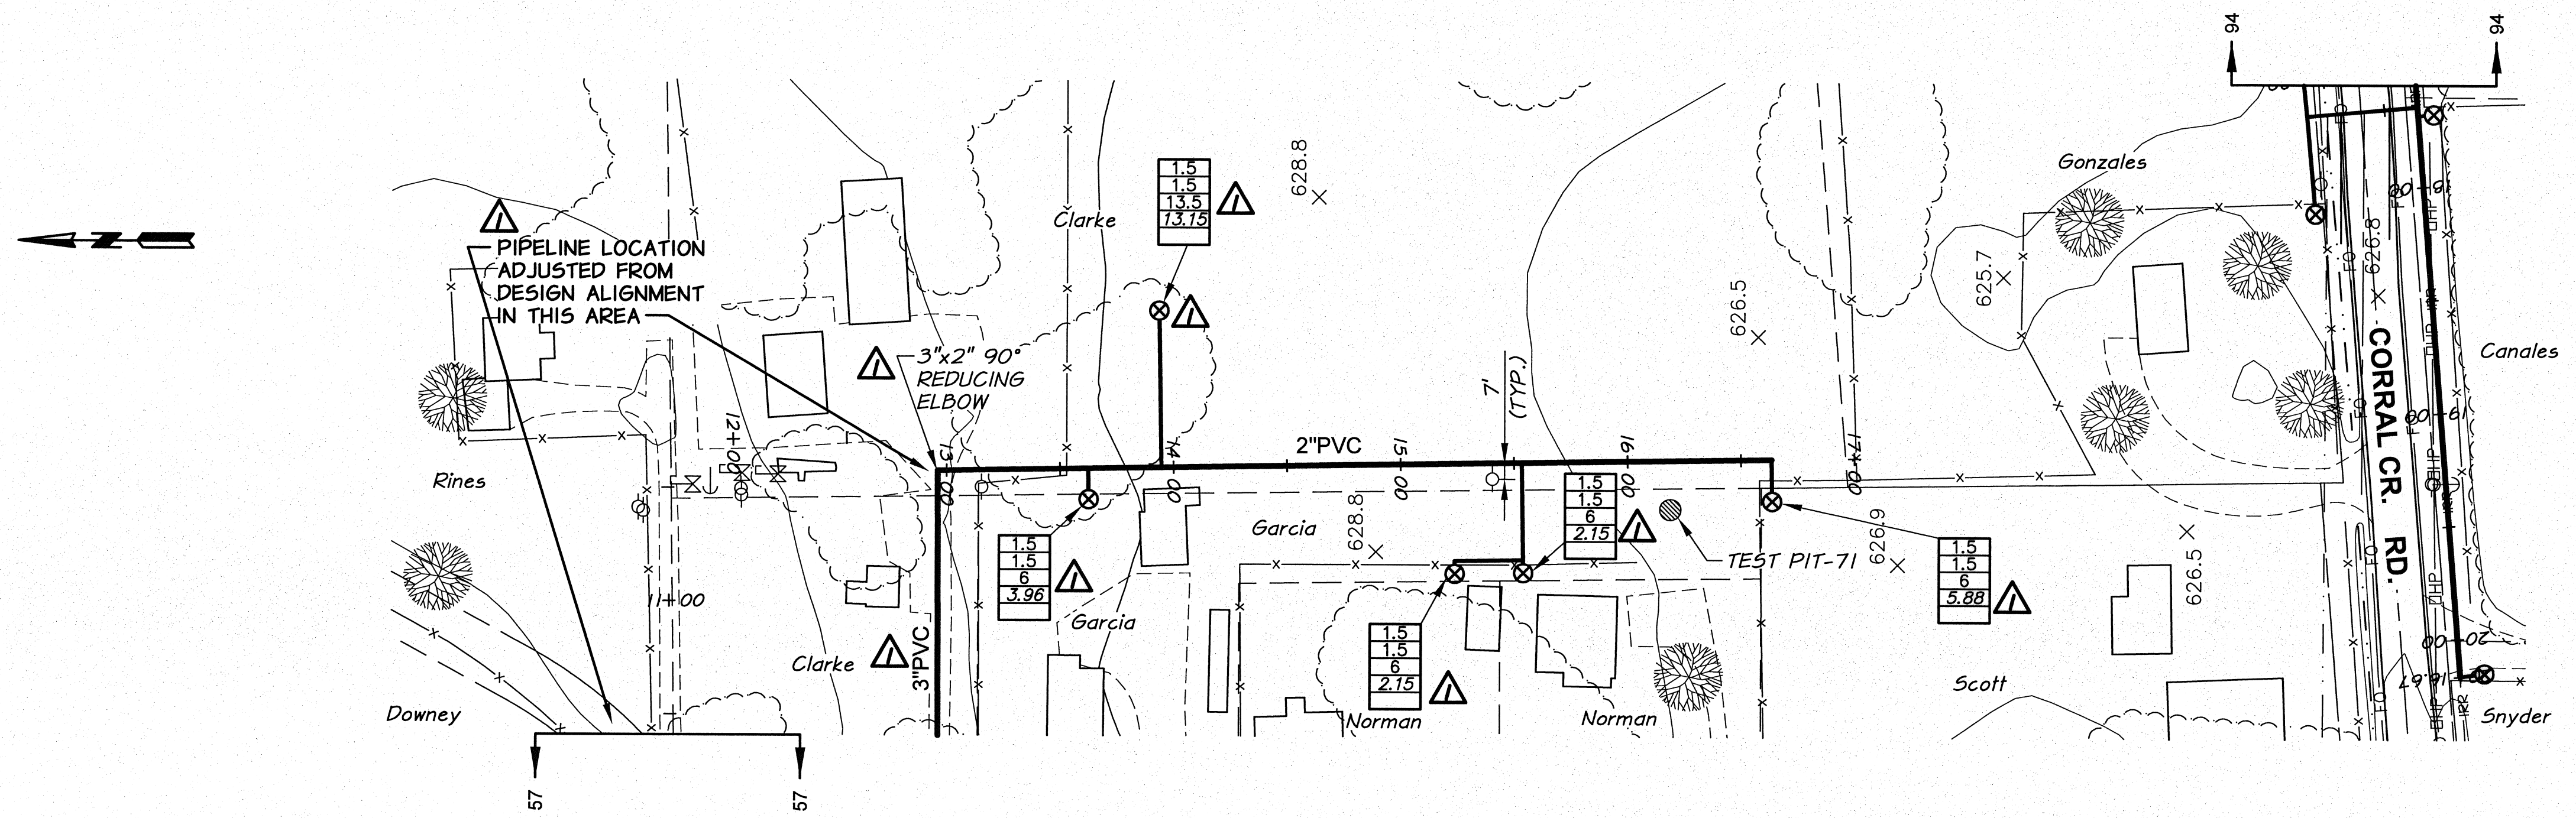 94
94
Gonzales
PIPELINE LOCATION
ADJUSTED FROM
DESIGN ALIGNMENT
IN THIS AREA
1.5
1.5
13.5
13.15
Clarke
628.8
625.7
626.8
18+00
FO
OHP
3"x2" 90°
REDUCING
ELBOW
7'
(TYP.)
626.5
CORRAL CR. RD.
Canales
19+00
12+00
13+00
14+00
2"PVC
15+00
16+00
17+00
Rines
Garcia
628.8
1.5
1.5
6
2.15
TEST PIT-71
626.9
626.5
1.5
1.5
6
5.88
1.5
1.5
6
3.96
11+00
Garcia
1.5
1.5
6
2.15
Clarke
3"PVC
Downey
Norman
Norman
Scott
20+00
16.67
IRR
Snyder
57
57